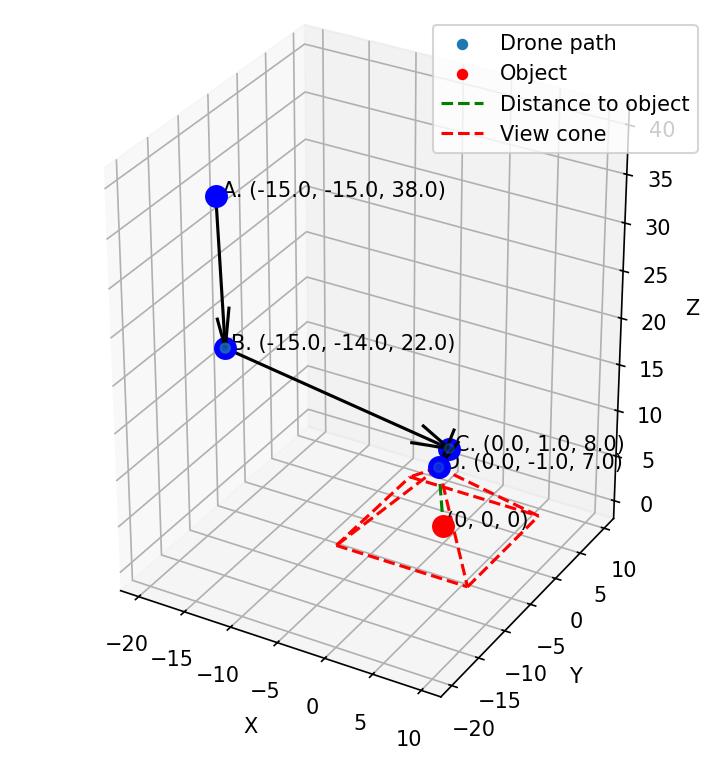 Drone path
Object
Distance to object
View cone
A. (-15.0, -15.0, 38.0)
B. (-15.0, -14.0, 22.0)
C. (0.0, 1.0, 8.0)
D. (0.0, -1.0, 7.0)
(0, 0, 0)
40
35
30
25
20
15
10
5
0
Z
−20
−15
−10
−5
0
5
10
X
10
5
0
−5
−10
−15
−20
Y